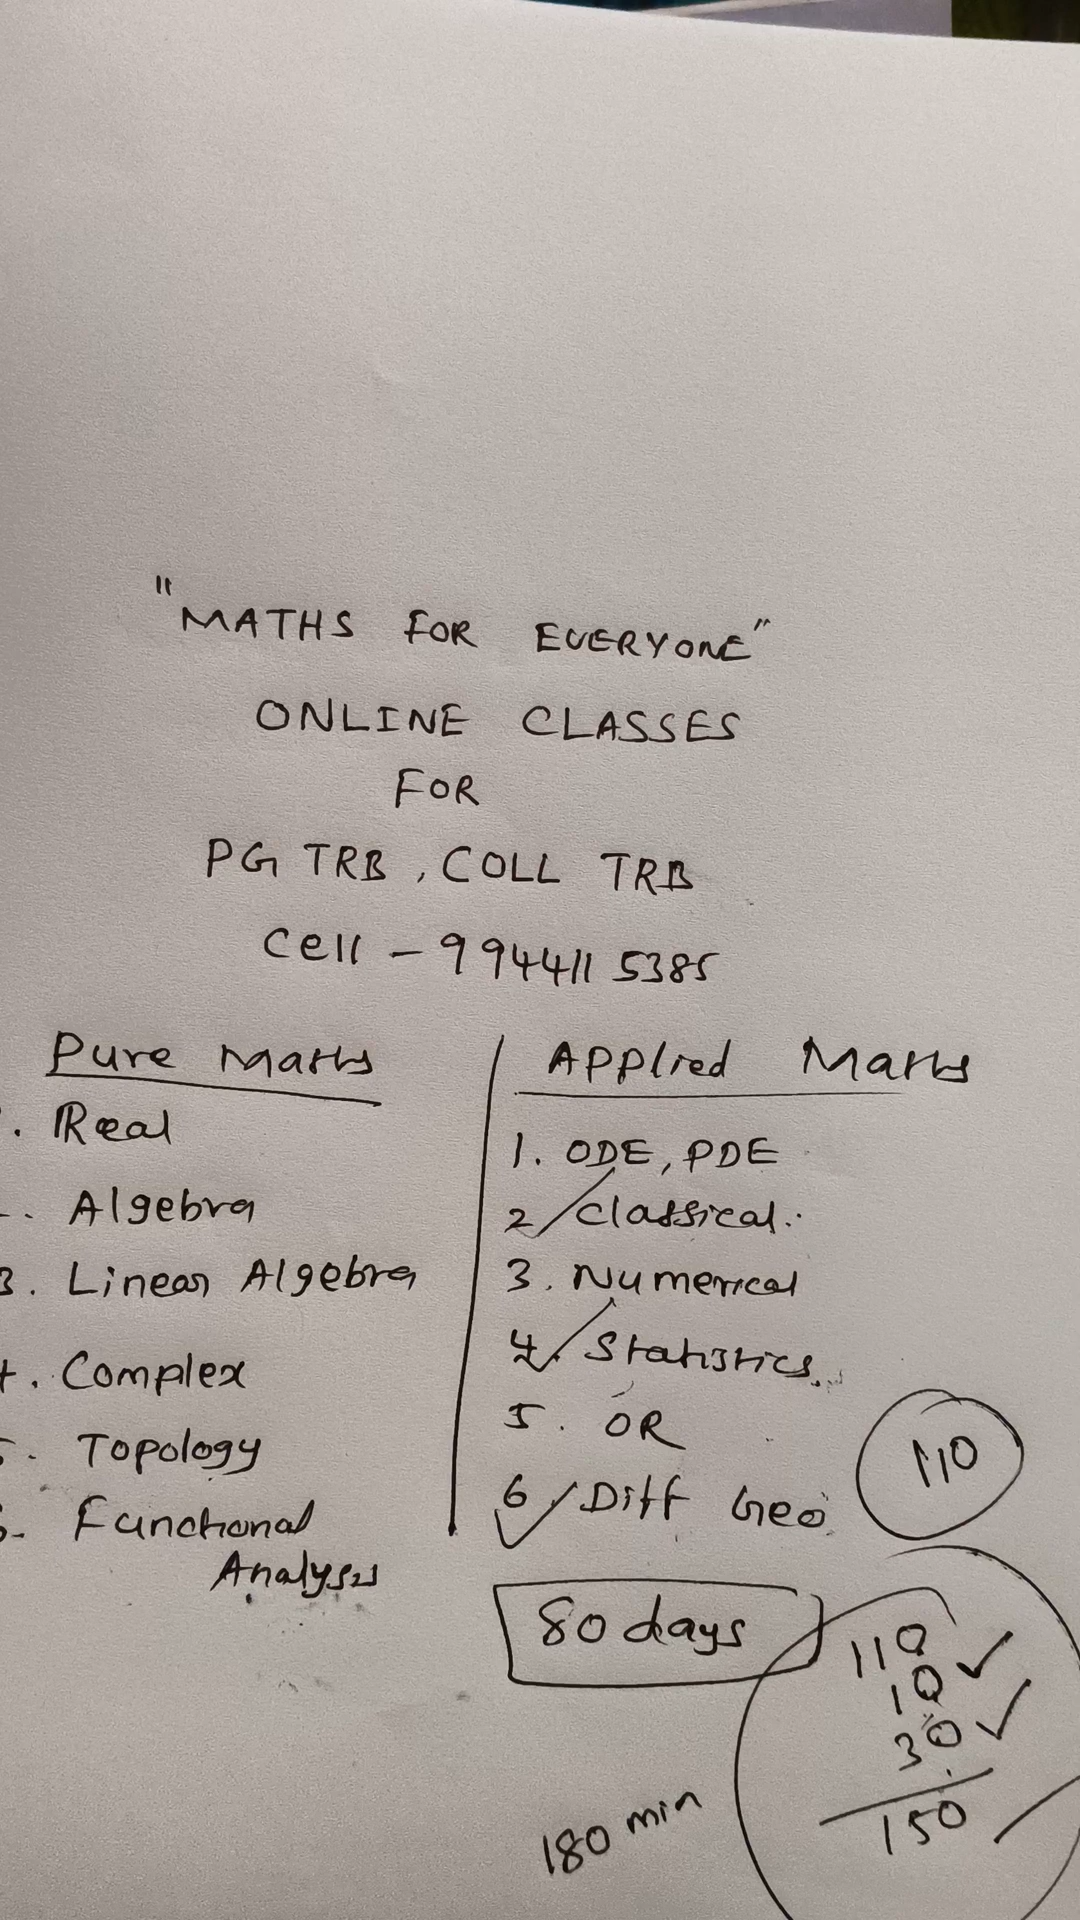 "MATHS FOR EVERYONE"
ONLINE CLASSES
FOR
PG TRB, COLL TRB
Cell - 9944115385
Pure Maths
. Real
. Algebra
3. Linear Algebra
. Complex
. Topology
Functional
Analysis
Applied Maths
1. ODE, PDE
2 Classical.
3. Numerical
4. Statistics
5. OR
6 Diff Geo
110
80 days
110
10
30
150
180 min